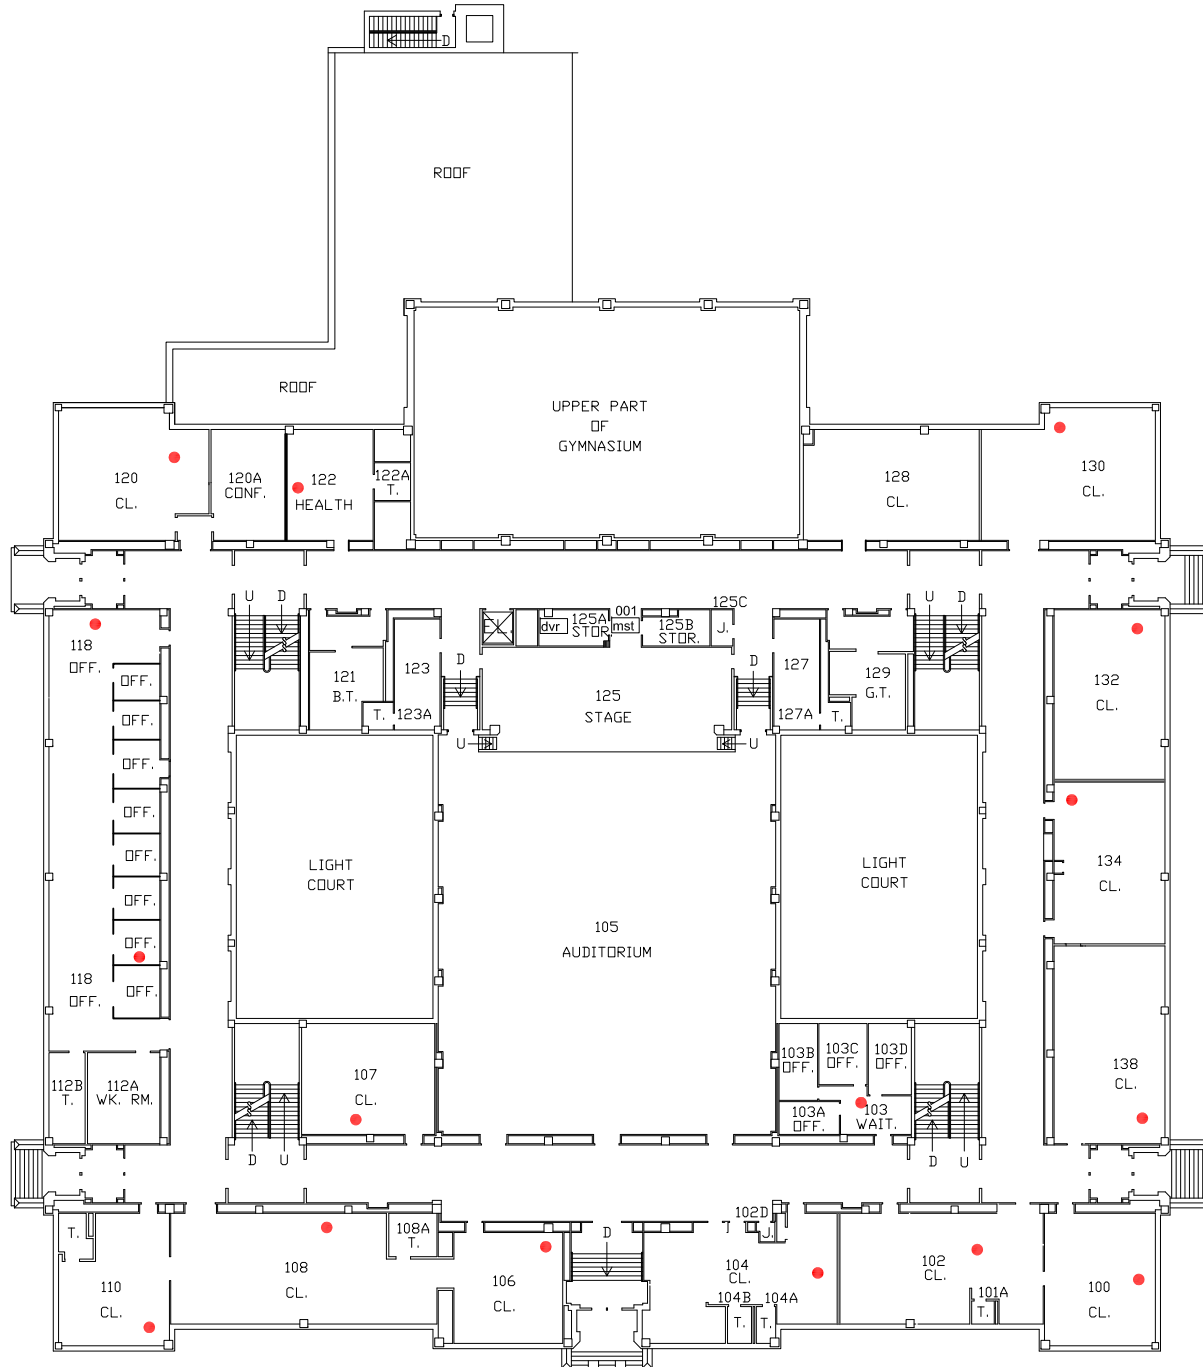 D
ROOF
ROOF
UPPER PART
OF
GYMNASIUM
120
CL.
120A
CONF.
122
HEALTH
122A
T.
128
CL.
130
CL.
U
D
125C
001
U
D
118
OFF.
EL.
dvr
125A
STOR.
mst
125B
STOR.
J.
OFF.
121
B.T.
123
D
125
STAGE
D
127
129
G.T.
132
CL.
OFF.
T.
123A
127A
T.
U
U
OFF.
OFF.
LIGHT
COURT
LIGHT
COURT
134
CL.
OFF.
OFF.
105
AUDITORIUM
OFF.
118
OFF.
OFF.
112B
T.
112A
WK. RM.
107
CL.
103B
OFF.
103C
OFF.
103D
OFF.
138
CL.
103A
OFF.
103
WAIT.
D
U
D
U
T.
108A
T.
D
102D
J.
110
CL.
108
CL.
106
CL.
104
CL.
102
CL.
100
CL.
104B
T.
104A
T.
101A
T.